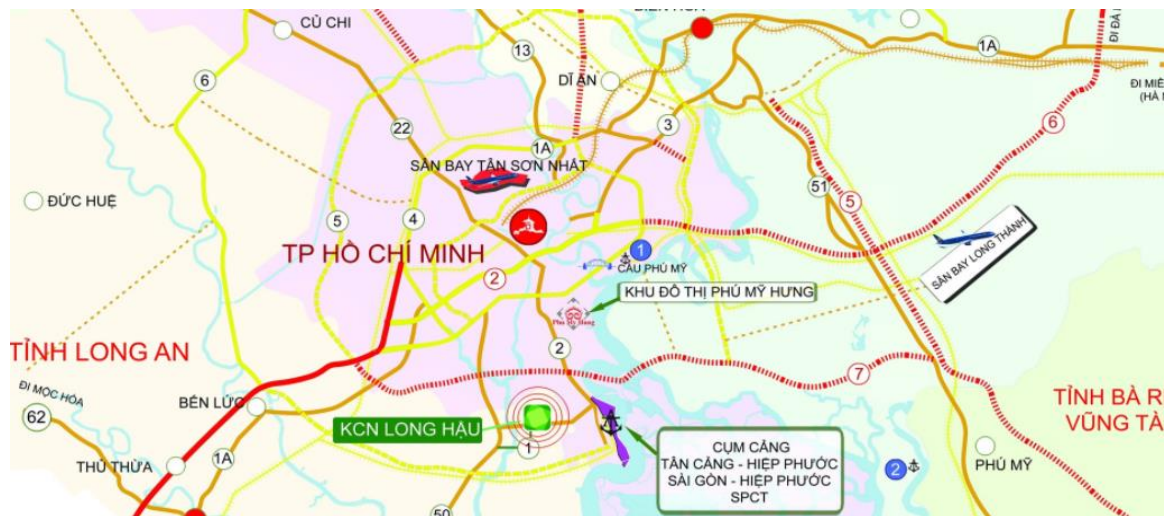 CỦ CHI
13
1A
6
DĨ AN
ĐI MIỀ
(HÀ N
22
3
6
1A
SÂN BAY TÂN SƠN NHẤT
51
5
ĐỨC HUỆ
5
4
TP HỒ CHÍ MINH
1
SÂN BAY LONG THÀNH
2
CẦU PHÚ MỸ
KHU ĐÔ THỊ PHÚ MỸ HƯNG
Phu My Hung
TỈNH LONG AN
2
7
ĐI MỘC HÓA
BẾN LỨC
TỈNH BÀ R
VŨNG TÀ
62
KCN LONG HẬU
1
CỤM CẢNG
TÂN CẢNG - HIỆP PHƯỚC
SÀI GÒN - HIỆP PHƯỚC
SPCT
THỦ THỪA
1A
2
PHÚ MỸ
50